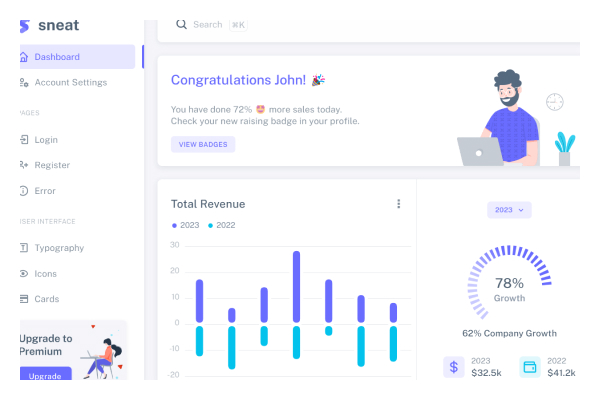 sneat
Search ⌘K
Dashboard
Account Settings
AGES
Login
Register
Error
SER INTERFACE
Typography
Icons
Cards
Upgrade to
Premium
Upgrade
Congratulations John! 🎉
You have done 72% 🤩 more sales today.
Check your new raising badge in your profile.
VIEW BADGES
Total Revenue
2023 2022
30
20
10
0
-10
-20
2023
78%
Growth
62% Company Growth
2023
$32.5k
2022
$41.2k